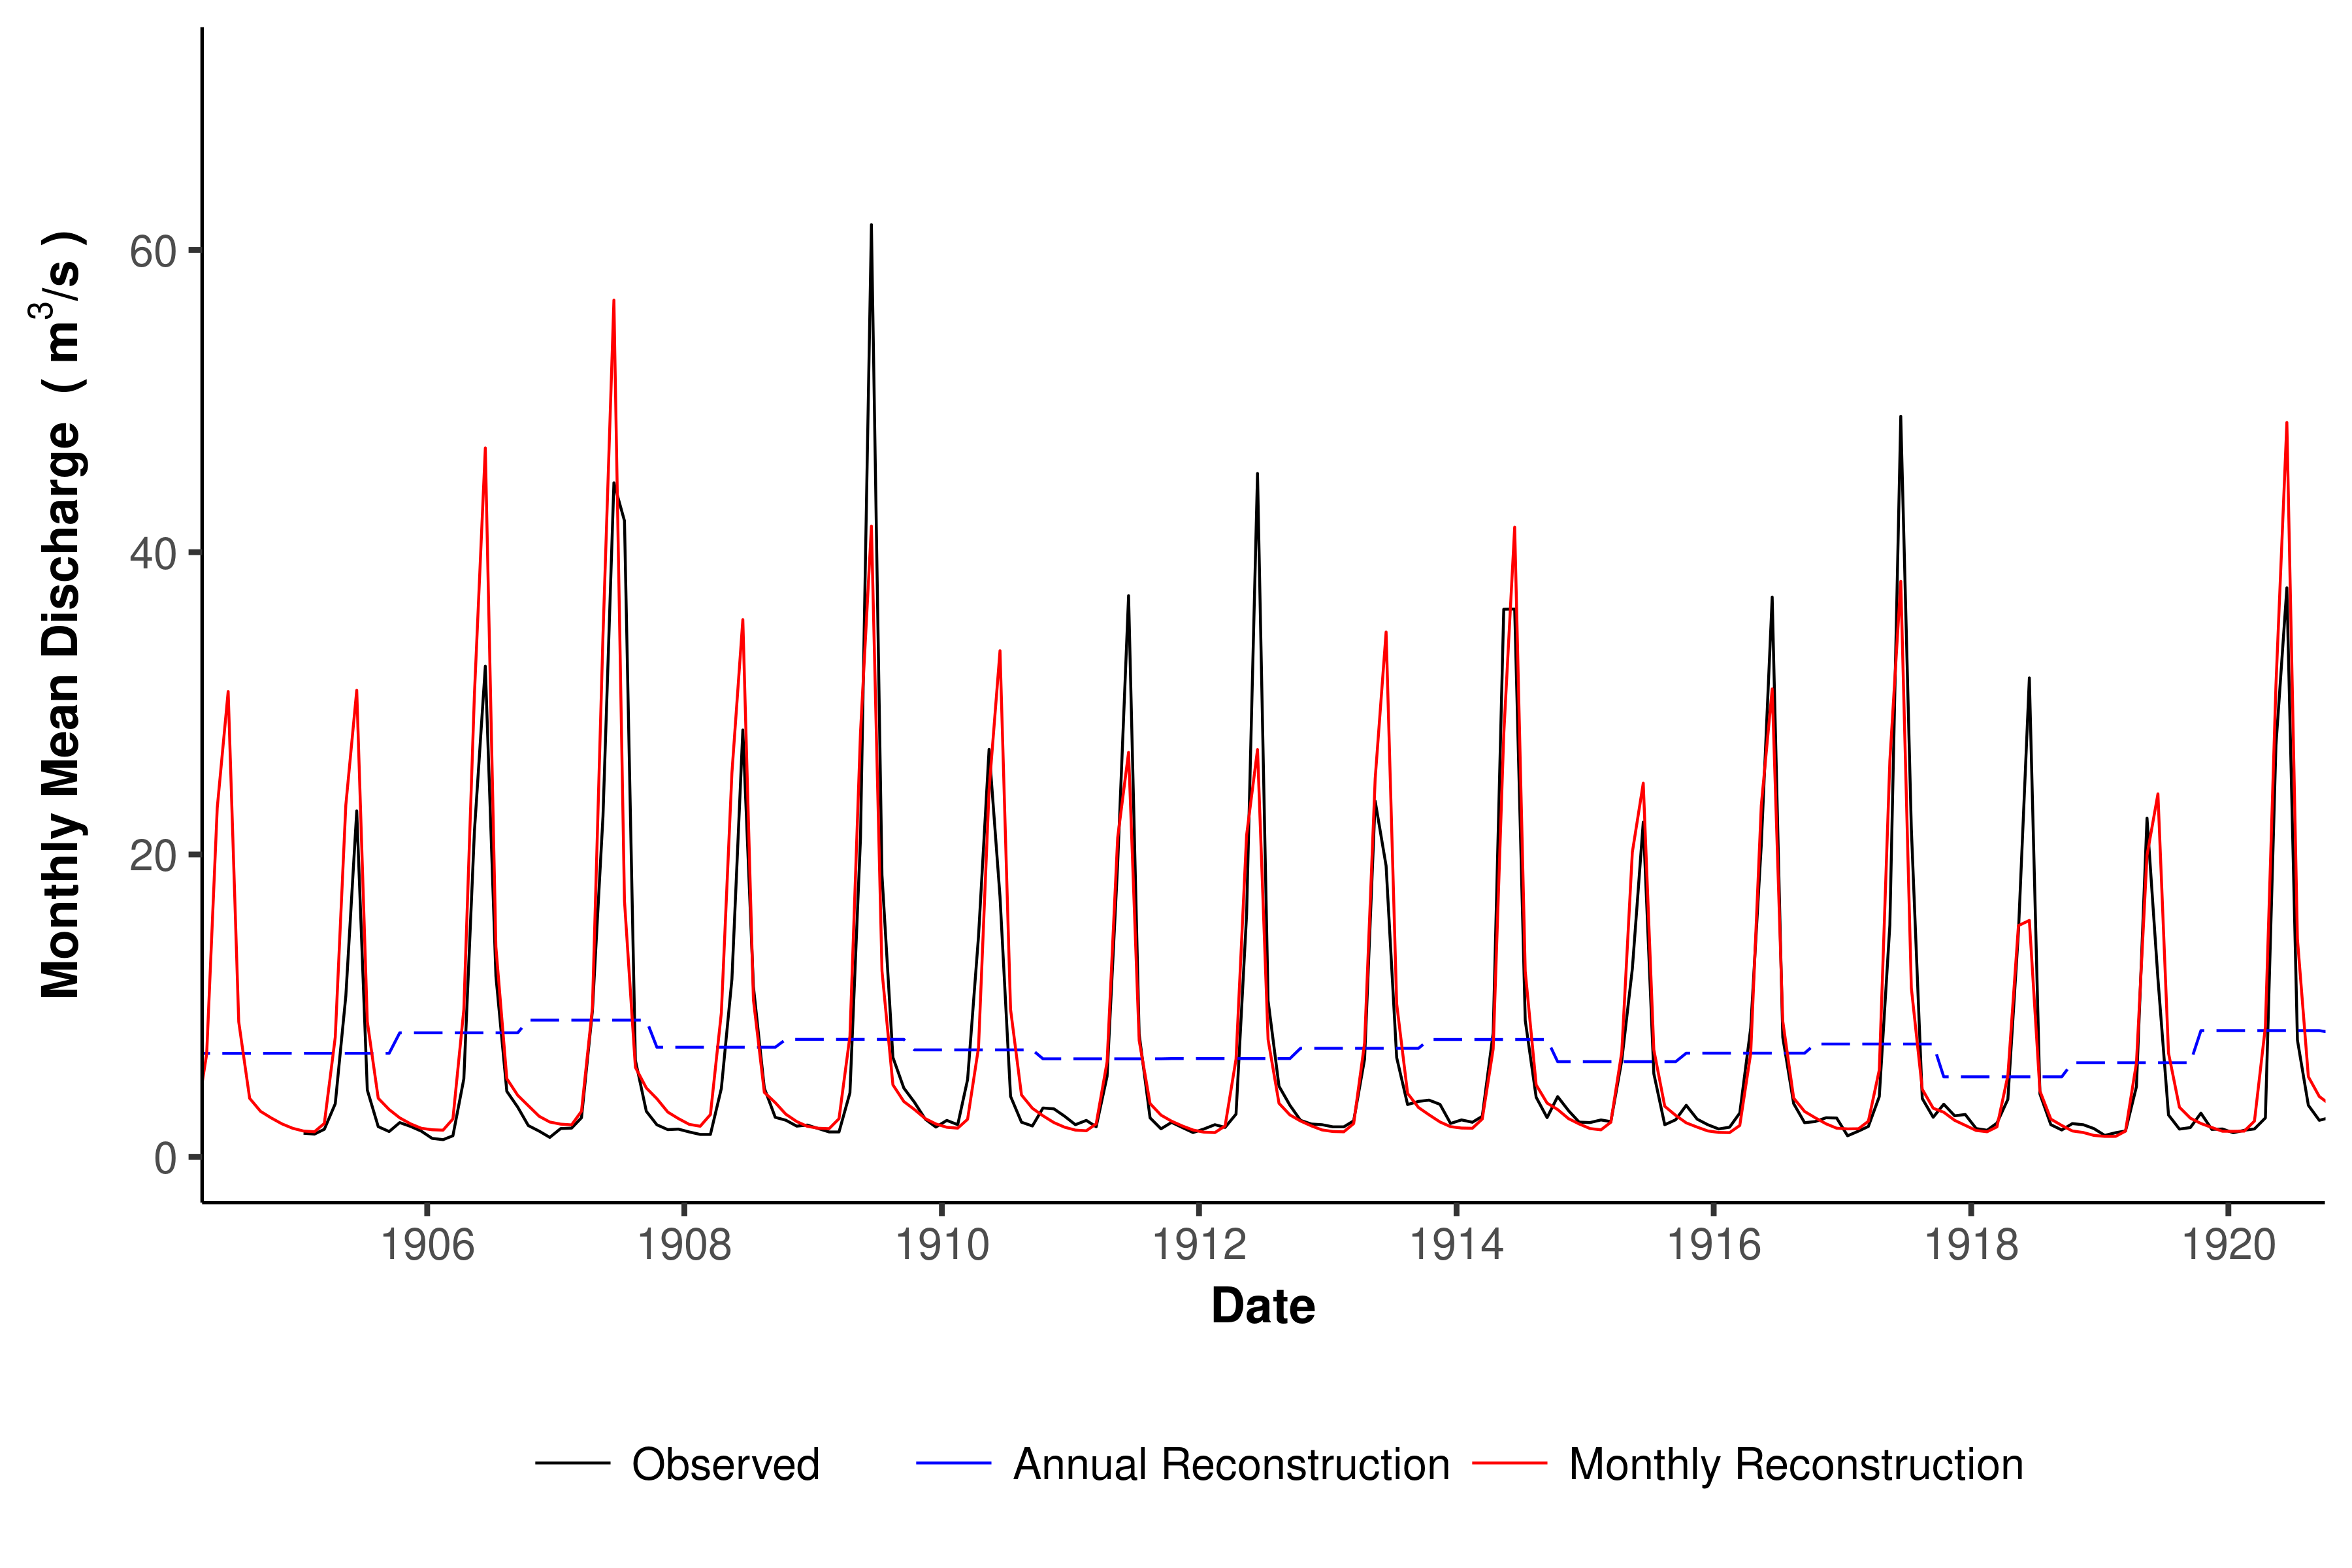 Monthly Mean Discharge ( m³/s )
60
40
20
0
1906 1908 1910 1912 1914 1916 1918 1920
Date
Observed Annual Reconstruction Monthly Reconstruction